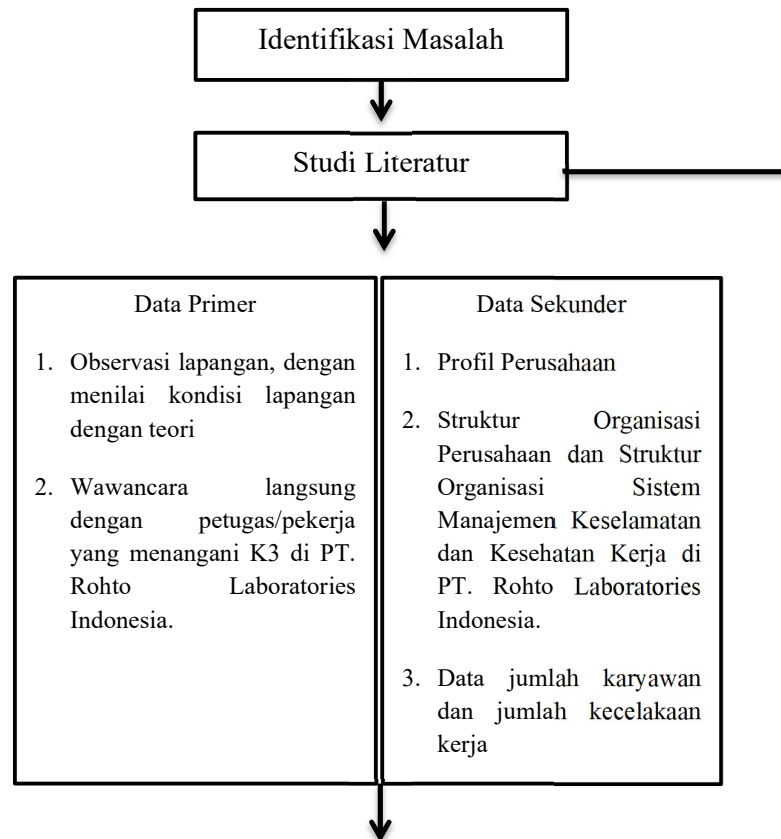 Identifikasi Masalah
Studi Literatur
Data Primer
1. Observasi lapangan, dengan
menilai kondisi lapangan
dengan teori
2. Wawancara langsung
dengan petugas/pekerja
yang menangani K3 di PT.
Rohto Laboratories
Indonesia.
Data Sekunder
1. Profil Perusahaan
2. Struktur Organisasi
Perusahaan dan Struktur
Organisasi Sistem
Manajemen Keselamatan
dan Kesehatan Kerja di
PT. Rohto Laboratories
Indonesia.
3. Data jumlah karyawan
dan jumlah kecelakaan
kerja